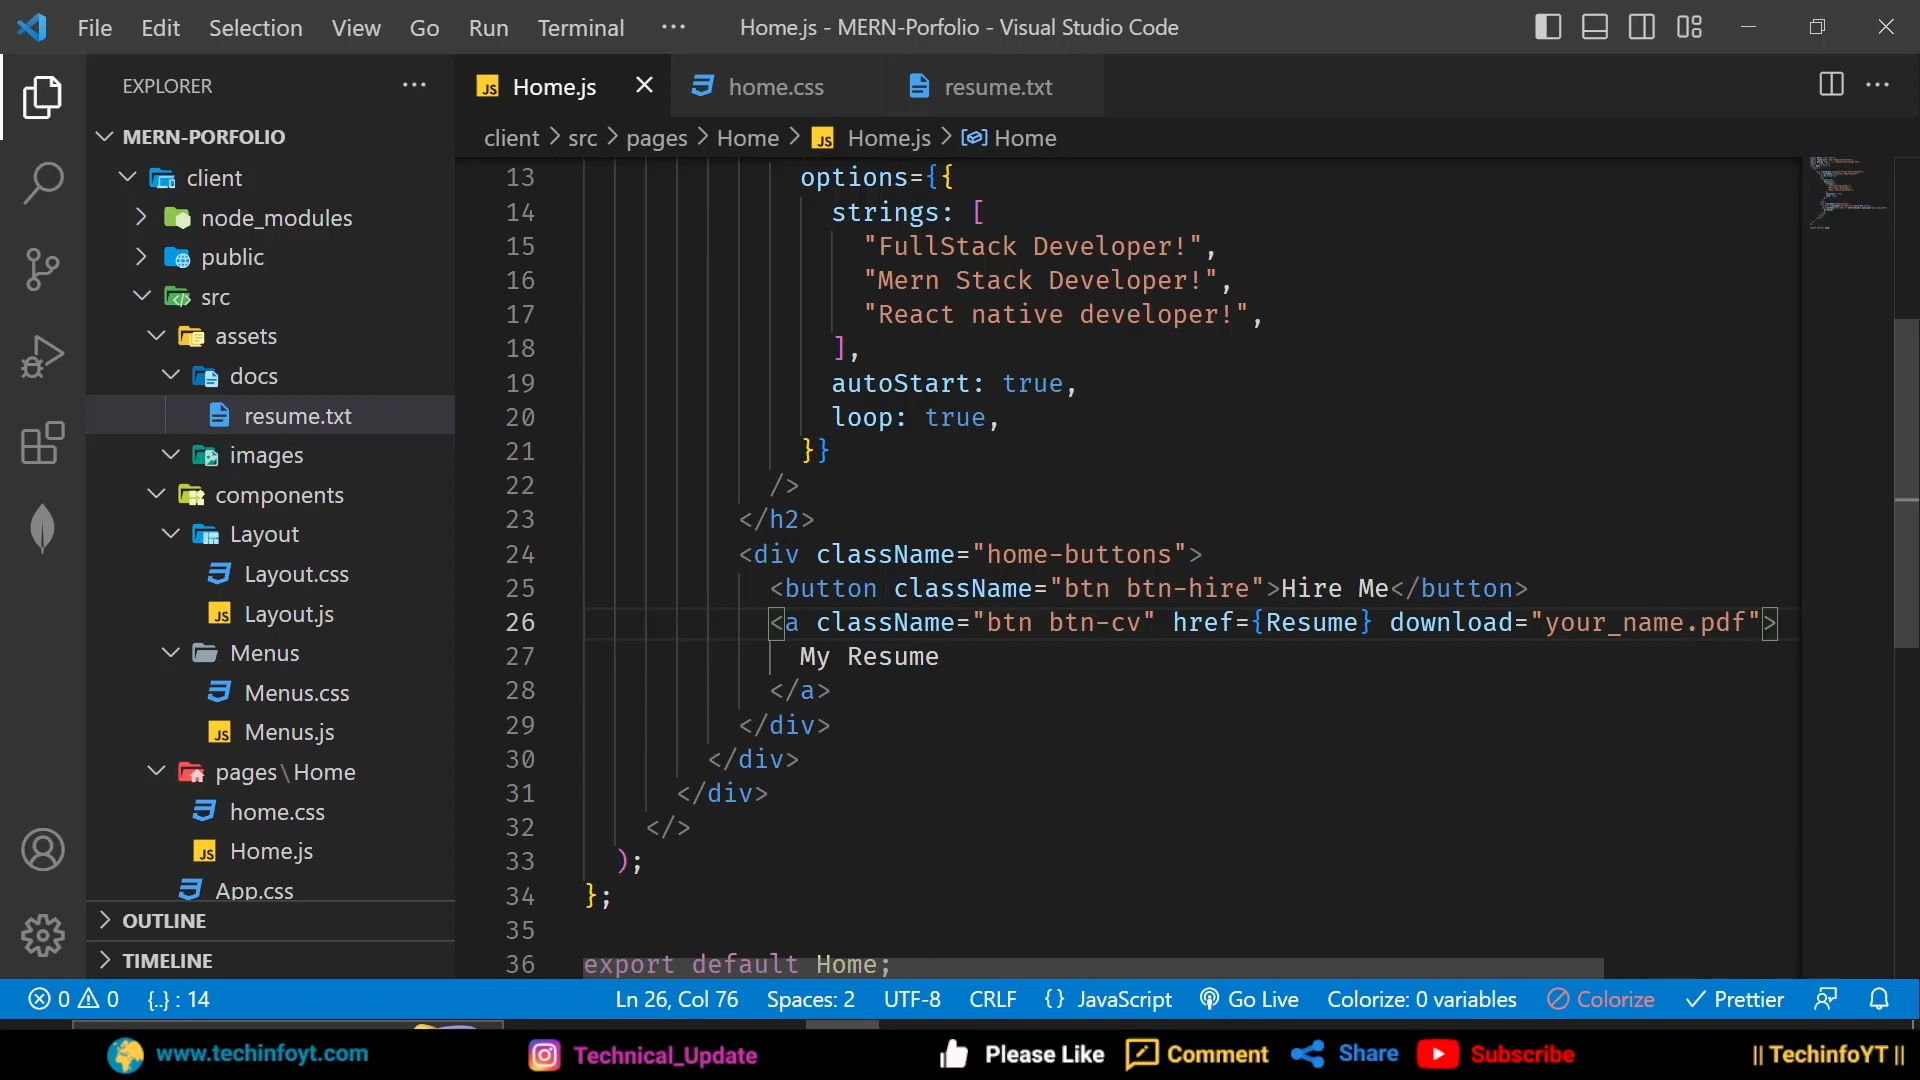 File Edit Selection View Go Run Terminal ··· Home.js - MERN-Porfolio - Visual Studio Code
EXPLORER ···
MERN-PORFOLIO
client
node_modules
public
src
assets
docs
resume.txt
images
components
Layout
Layout.css
JS Layout.js
Menus
Menus.css
JS Menus.js
pages\Home
home.css
JS Home.js
App.css
OUTLINE
TIMELINE
JS Home.js home.css resume.txt
client > src > pages > Home > JS Home.js > Home
13 options={{
14 strings: [
15 "FullStack Developer!",
16 "Mern Stack Developer!",
17 "React native developer!",
18 ],
19 autoStart: true,
20 loop: true,
21 }}
22 />
23 </h2>
24 <div className="home-buttons">
25 <button className="btn btn-hire">Hire Me</button>
26 <a className="btn btn-cv" href={Resume} download="your_name.pdf">
27 My Resume
28 </a>
29 </div>
30 </div>
31 </div>
32 </>
33 );
34 };
35
36 export default Home;
0 0 {..} : 14 Ln 26, Col 76 Spaces: 2 UTF-8 CRLF {} JavaScript Go Live Colorize: 0 variables Colorize Prettier
www.techinfoyt.com Technical_Update Please Like Comment Share Subscribe || TechinfoYT ||